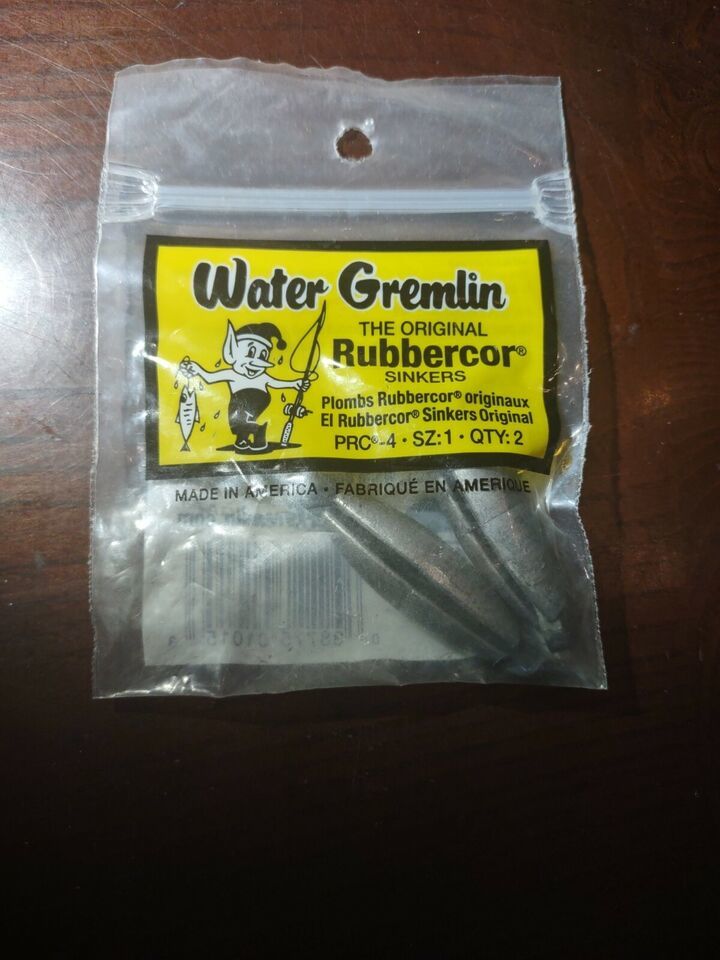 Water Gremlin
THE ORIGINAL
Rubbercor®
SINKERS
Plombs Rubbercor® originaux
El Rubbercor® Sinkers Original
PRC®-4 • SZ:1 • QTY: 2
MADE IN AMERICA • FABRIQUÉ EN AMERIQUE